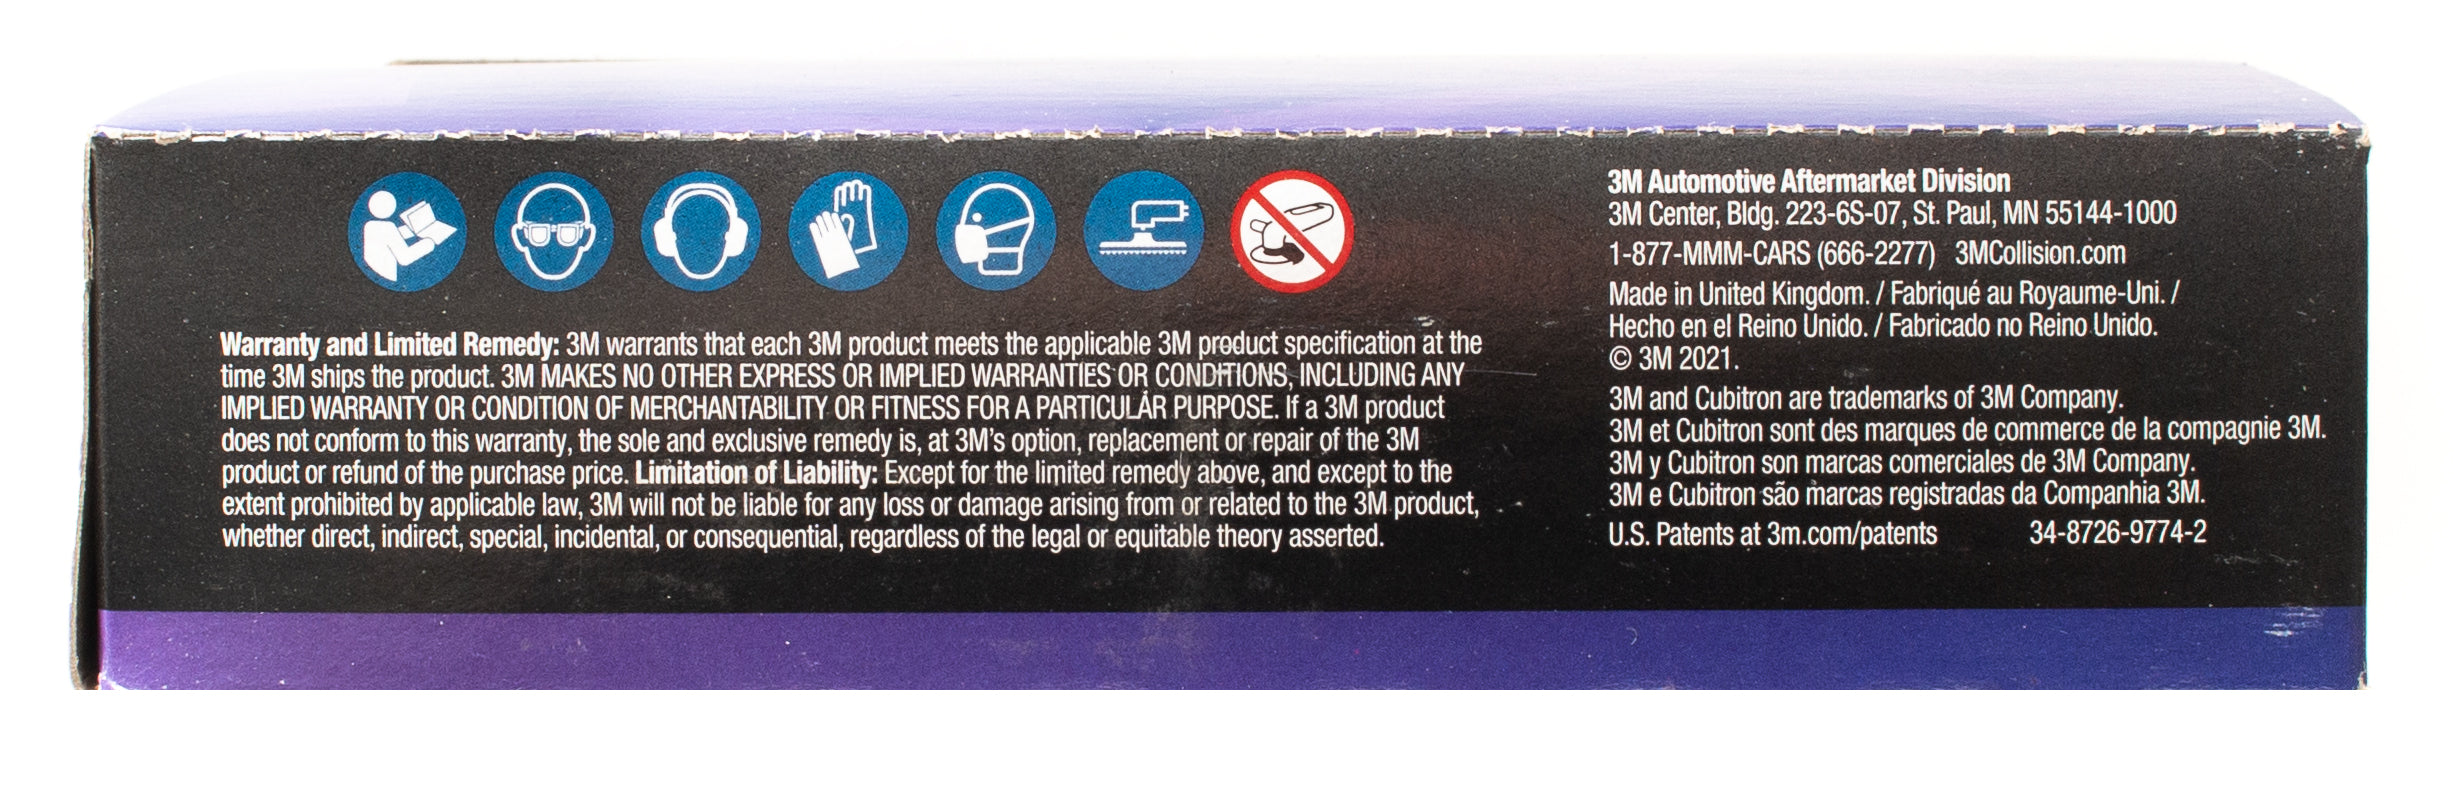 Warranty and Limited Remedy: 3M warrants that each 3M product meets the applicable 3M product specification at the
time 3M ships the product. 3M MAKES NO OTHER EXPRESS OR IMPLIED WARRANTIES OR CONDITIONS, INCLUDING ANY
IMPLIED WARRANTY OR CONDITION OF MERCHANTABILITY OR FITNESS FOR A PARTICULAR PURPOSE. If a 3M product
does not conform to this warranty, the sole and exclusive remedy is, at 3M's option, replacement or repair of the 3M
product or refund of the purchase price. Limitation of Liability: Except for the limited remedy above, and except to the
extent prohibited by applicable law, 3M will not be liable for any loss or damage arising from or related to the 3M product,
whether direct, indirect, special, incidental, or consequential, regardless of the legal or equitable theory asserted.
3M Automotive Aftermarket Division
3M Center, Bldg. 223-6S-07, St. Paul, MN 55144-1000
1-877-MMM-CARS (666-2277) 3MCollision.com
Made in United Kingdom. / Fabriqué au Royaume-Uni. /
Hecho en el Reino Unido. / Fabricado no Reino Unido.
© 3M 2021.
3M and Cubitron are trademarks of 3M Company.
3M et Cubitron sont des marques de commerce de la compagnie 3M.
3M y Cubitron son marcas comerciales de 3M Company.
3M e Cubitron são marcas registradas da Companhia 3M.
U.S. Patents at 3m.com/patents 34-8726-9774-2